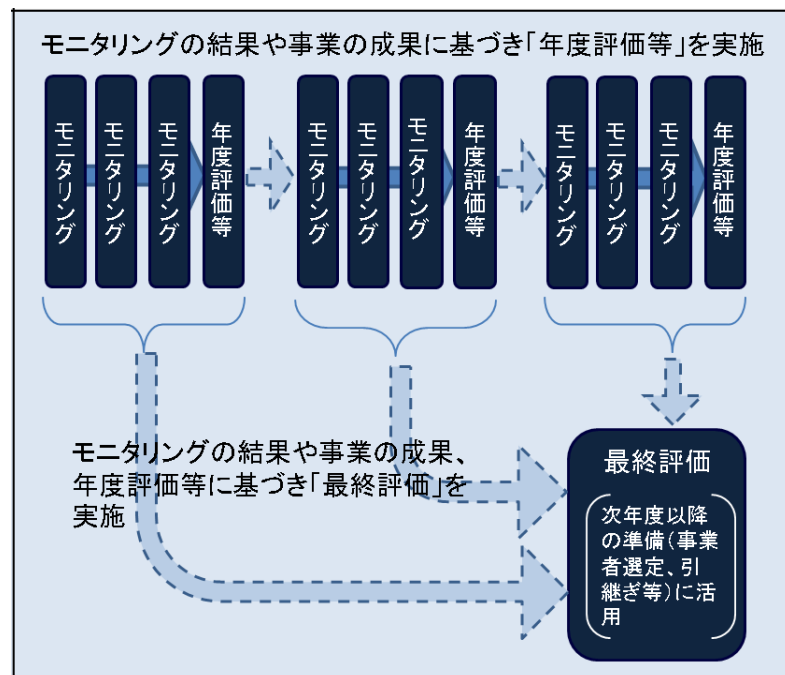 モニタリングの結果や事業の成果に基づき「年度評価等」を実施
モニタリング
モニタリング
モニタリング
年度評価等
モニタリング
モニタリング
モニタリング
年度評価等
モニタリング
モニタリング
モニタリング
年度評価等
モニタリングの結果や事業の成果、
年度評価等に基づき「最終評価」を
実施
最終評価
次年度以降
の準備(事業
者選定、引
継ぎ等)に活
用